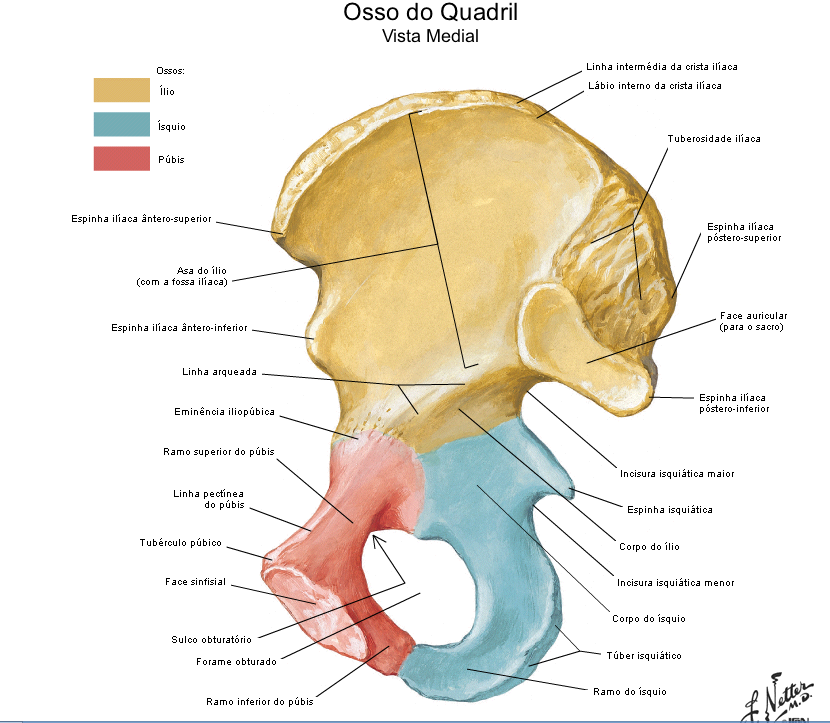 Osso do Quadril
Vista Medial
Ossos:
Ílio
Ísquio
Púbis
Linha intermédia da crista ilíaca
Lábio interno da crista ilíaca
Tuberosidade ilíaca
Espinha ilíaca ântero-superior
Espinha ilíaca
póstero-superior
Asa do ílio
(com a fossa ilíaca)
Face auricular
(para o sacro)
Espinha ilíaca ântero-inferior
Linha arqueada
Espinha ilíaca
póstero-inferior
Eminência iliopúbica
Ramo superior do púbis
Incisura isquiática maior
Linha pectínea
do púbis
Espinha isquiática
Tubérculo púbico
Corpo do ílio
Face sinfisial
Incisura isquiática menor
Corpo do ísquio
Sulco obturatório
Forame obturado
Túber isquiático
Ramo do ísquio
Ramo inferior do púbis
F. Netter
M.D.